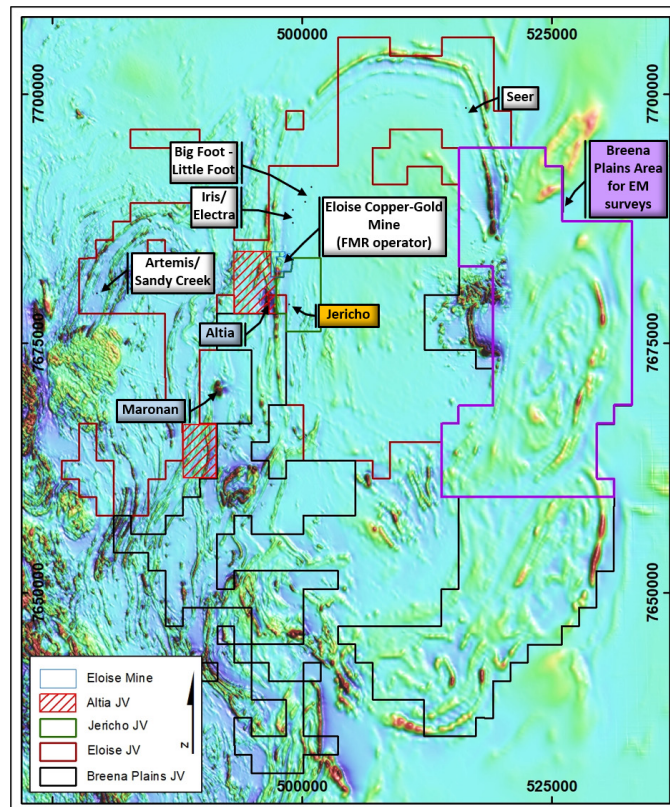 500000
525000
7700000
7700000
Seer
Big Foot -
Little Foot
Breena
Plains Area
for EM
surveys
Iris/
Electra
Eloise Copper-Gold
Mine
(FMR operator)
Artemis/
Sandy Creek
Altia
Jericho
7675000
7675000
Maronan
7650000
7650000
Eloise Mine
Altia JV
Jericho JV
Eloise JV
Breena Plains JV
N
500000
525000